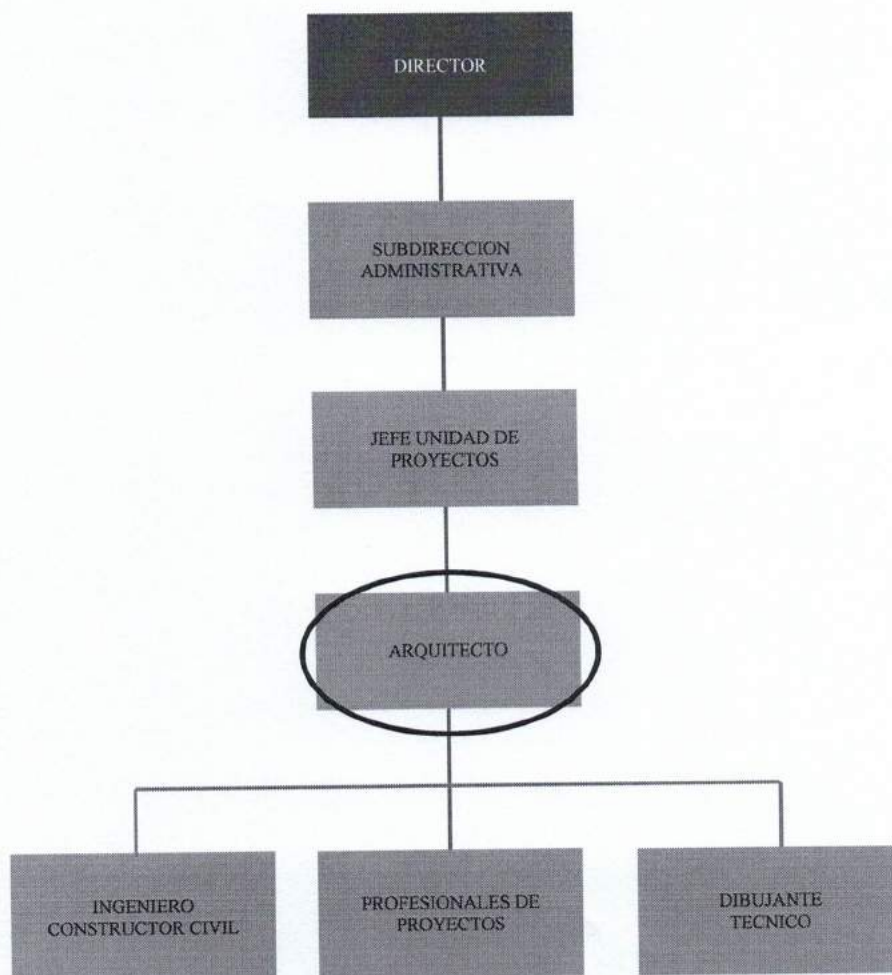 DIRECTOR
SUBDIRECCION
ADMINISTRATIVA
JEFE UNIDAD DE
PROYECTOS
ARQUITECTO
INGENIERO
CONSTRUCTOR CIVIL
PROFESIONALES DE
PROYECTOS
DIBUJANTE
TECNICO